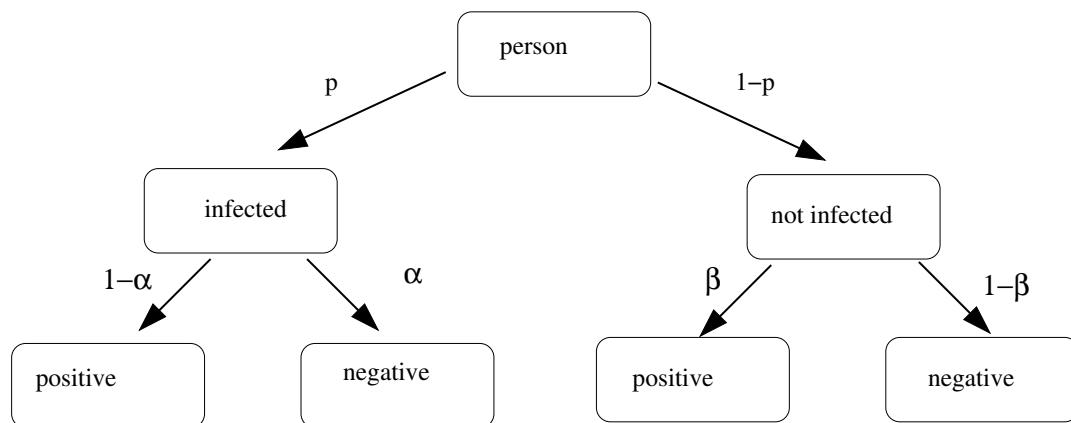 person
p
1−p
infected
not infected
1−α
α
β
1−β
positive
negative
positive
negative